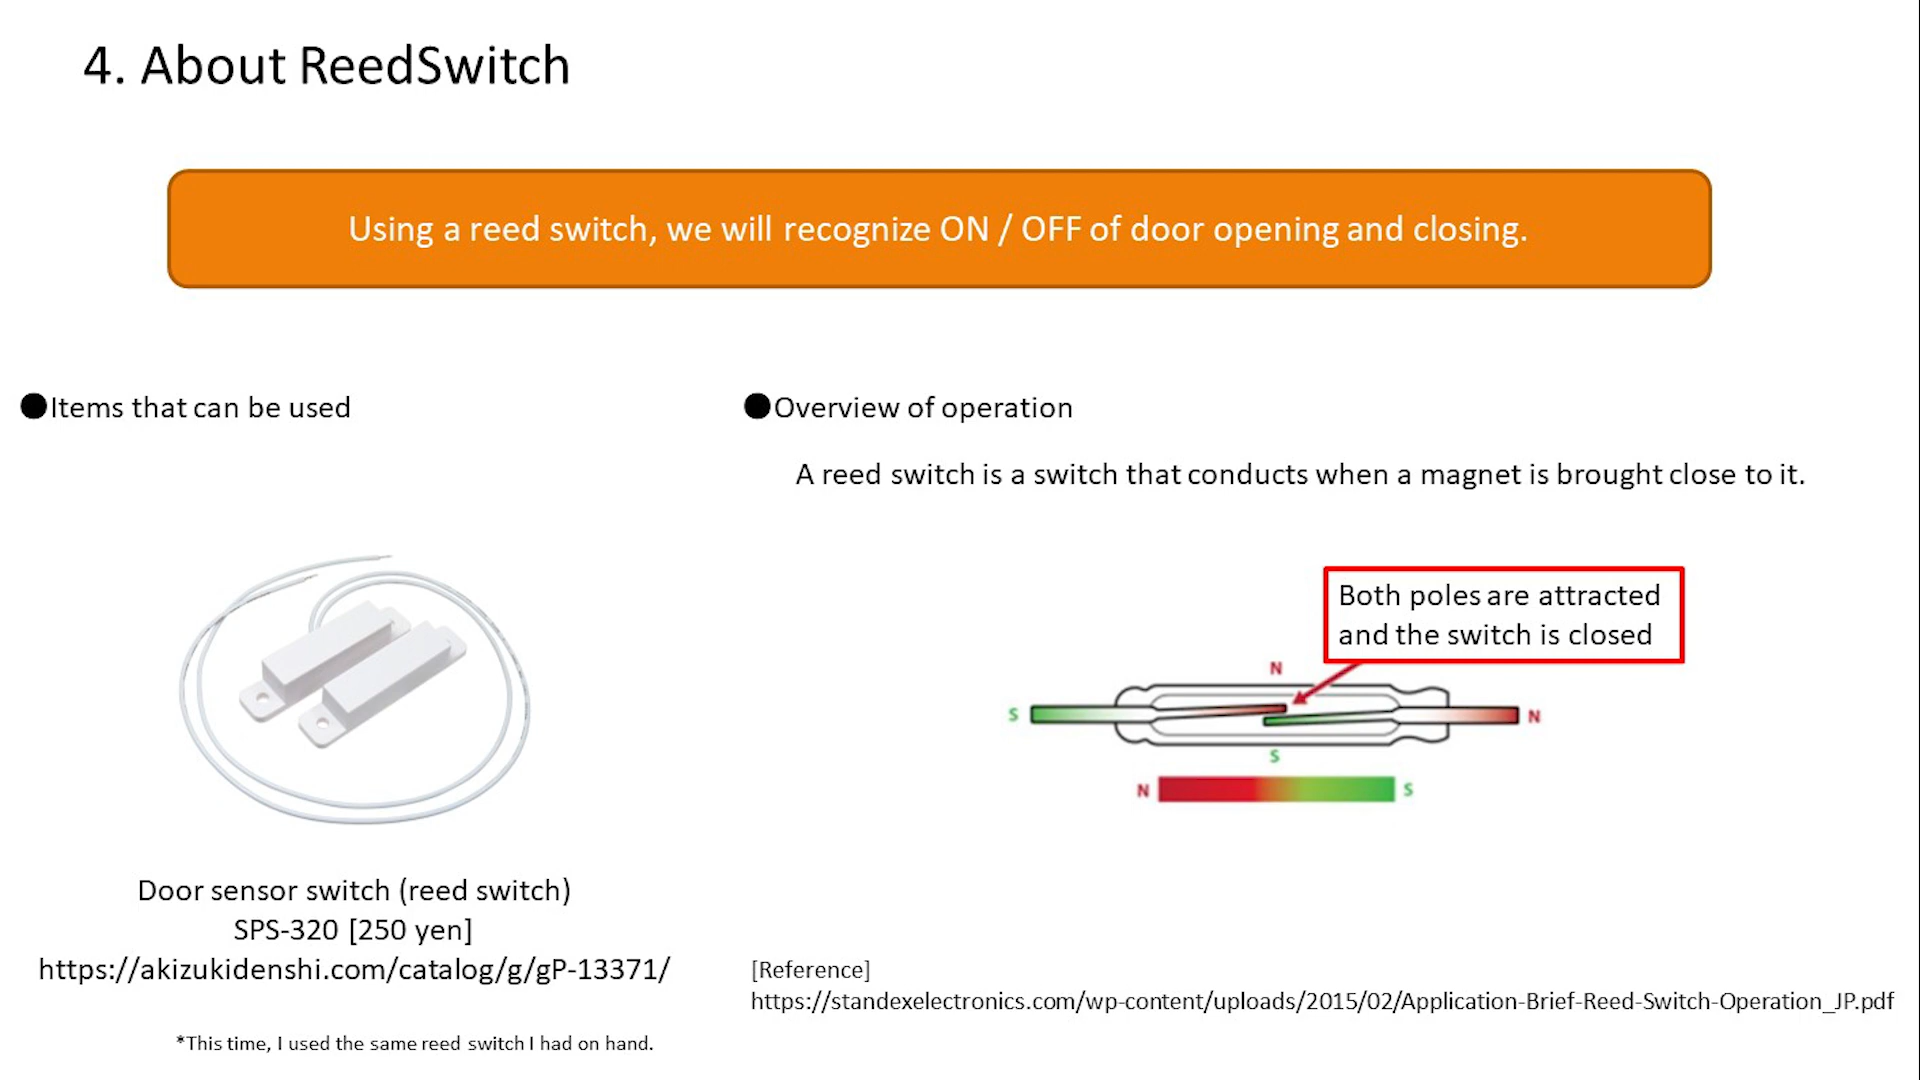 4. About ReedSwitch
Using a reed switch, we will recognize ON / OFF of door opening and closing.
●Items that can be used
Door sensor switch (reed switch)
SPS-320 [250 yen]
https://akizukidenshi.com/catalog/g/gP-13371/
*This time, I used the same reed switch I had on hand.
●Overview of operation
A reed switch is a switch that conducts when a magnet is brought close to it.
Both poles are attracted
and the switch is closed
N
S
N
S
N
S
[Reference]
https://standexelectronics.com/wp-content/uploads/2015/02/Application-Brief-Reed-Switch-Operation_JP.pdf